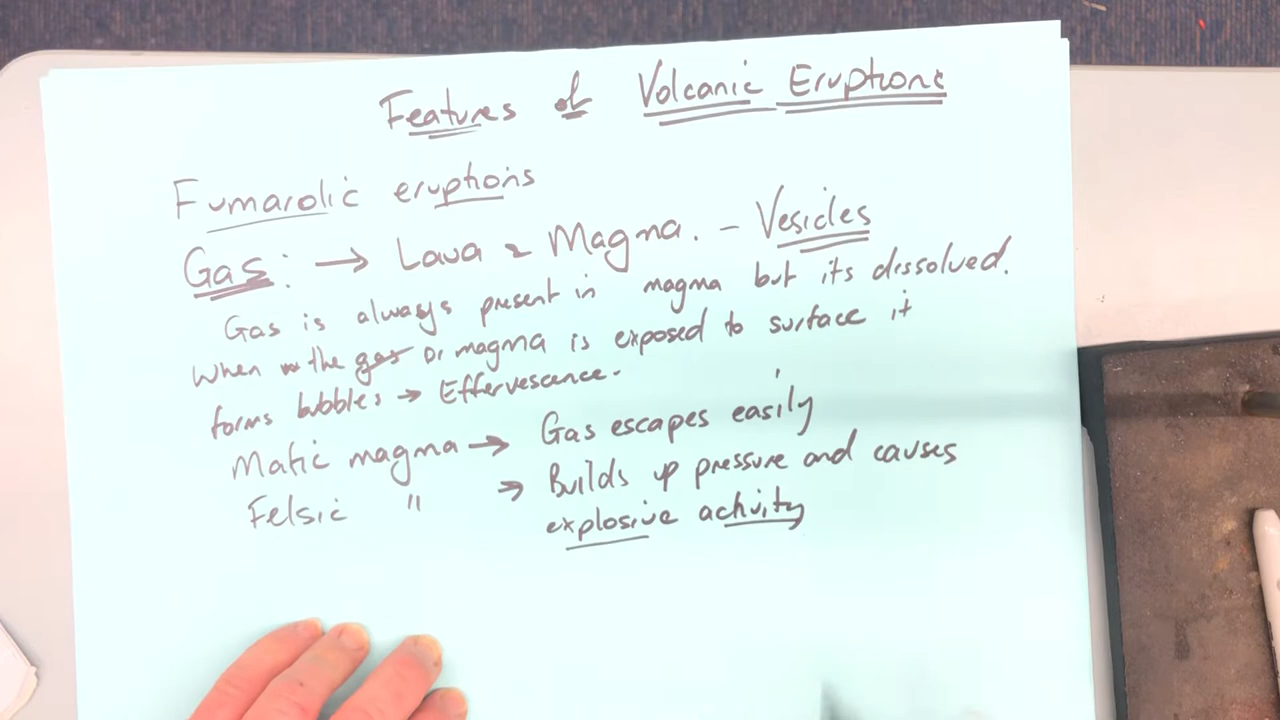 Features of Volcanic Eruptions
Fumarolic eruptions
Gas: → Lava & Magma. - Vesicles
Gas is always present in magma but its dissolved.
When the gas or magma is exposed to surface it
forms bubbles → Effervescence.
Mafic magma → Gas escapes easily
Felsic " → Builds up pressure and causes
explosive activity